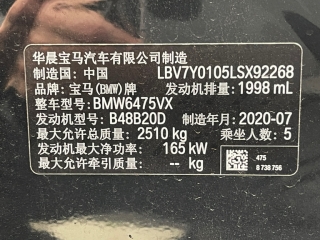 华晨宝马汽车有限公司制造
制造国：中国 LBV7Y0105LSX92268
品牌：宝马(BMW)牌 发动机排量：1998 mL
整车型号：BMW6475VX
发动机型号：B48B20D 制造年月：2020-07
最大允许总质量：2510 kg 乘坐人数：5
发动机最大净功率：165 kW
最大允许牵引质量：-- kg
475
8 738 756